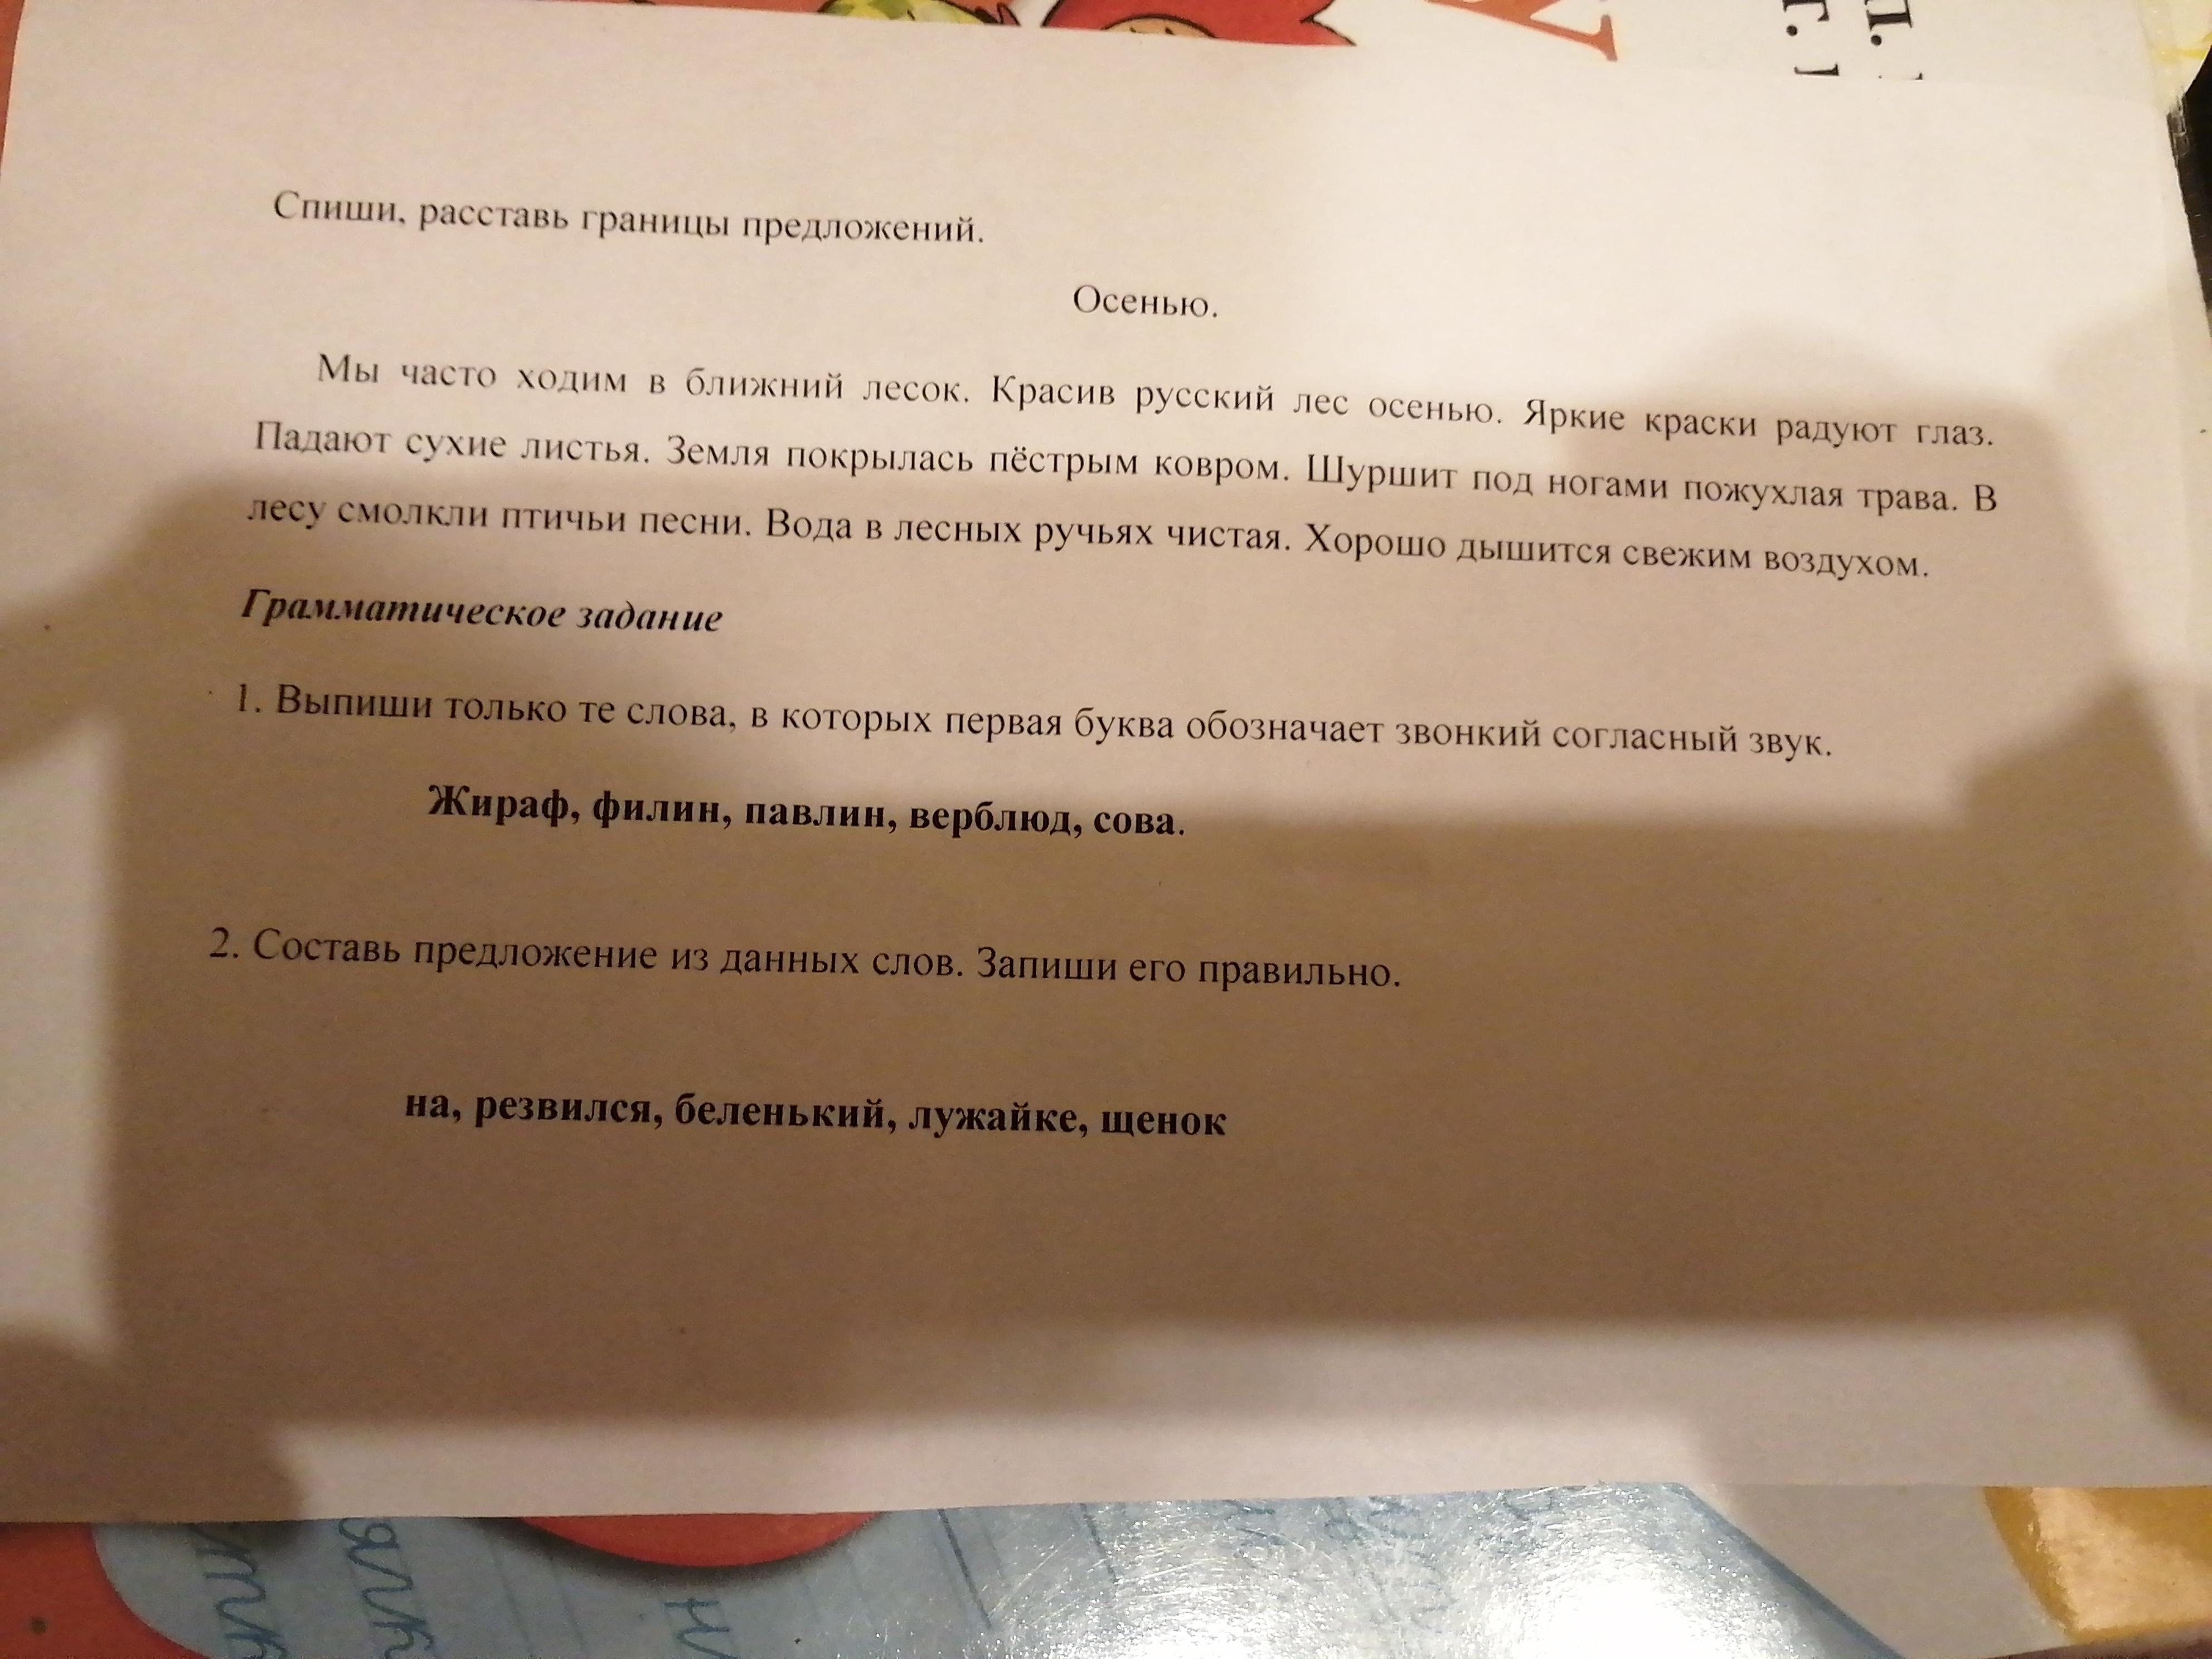 Спиши, расставь границы предложений.
Осенью.
Мы часто ходим в ближний лесок. Красив русский лес осенью. Яркие краски радуют глаз.
Падают сухие листья. Земля покрылась пёстрым ковром. Шуршит под ногами пожухлая трава. В
лесу смолкли птичьи песни. Вода в лесных ручьях чистая. Хорошо дышится свежим воздухом.
Грамматическое задание
1. Выпиши только те слова, в которых первая буква обозначает звонкий согласный звук.
Жираф, филин, павлин, верблюд, сова.
2. Составь предложение из данных слов. Запиши его правильно.
на, резвился, беленький, лужайке, щенок